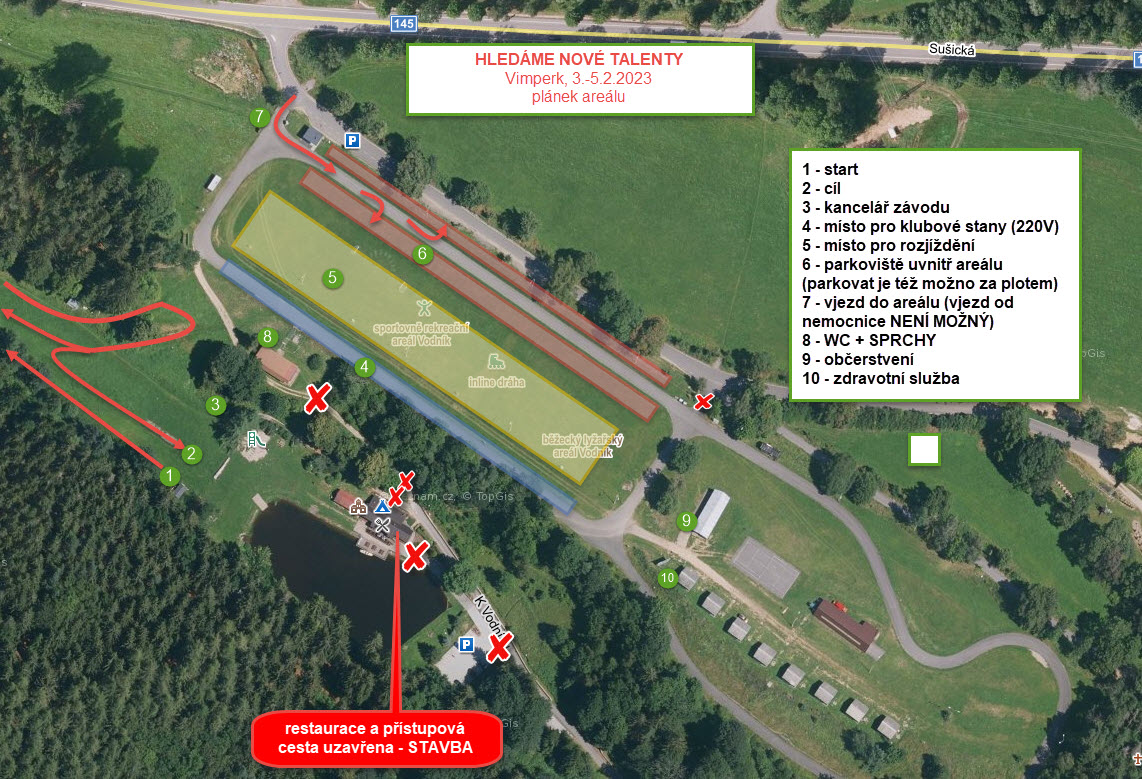 145
Sušická
1
HLEDÁME NOVÉ TALENTY
Vimperk, 3.-5.2.2023
plánek areálu
7
P
1 - start
2 - cíl
3 - kancelář závodu
4 - místo pro klubové stany (220V)
5 - místo pro rozjíždění
6 - parkoviště uvnitř areálu
(parkovat je též možno za plotem)
7 - vjezd do areálu (vjezd od
nemocnice NENÍ MOŽNÝ)
8 - WC + SPRCHY
9 - občerstvení
10 - zdravotní služba
6
5
sportovně rekreační
areál Vodník
8
4
inline dráha
TopGis
3
běžecký lyžařský
areál Vodník
2
1
nam.cz, © TopGis
9
10
K Vodní
P
restaurace a přístupová
cesta uzavřena - STAVBA
Gis